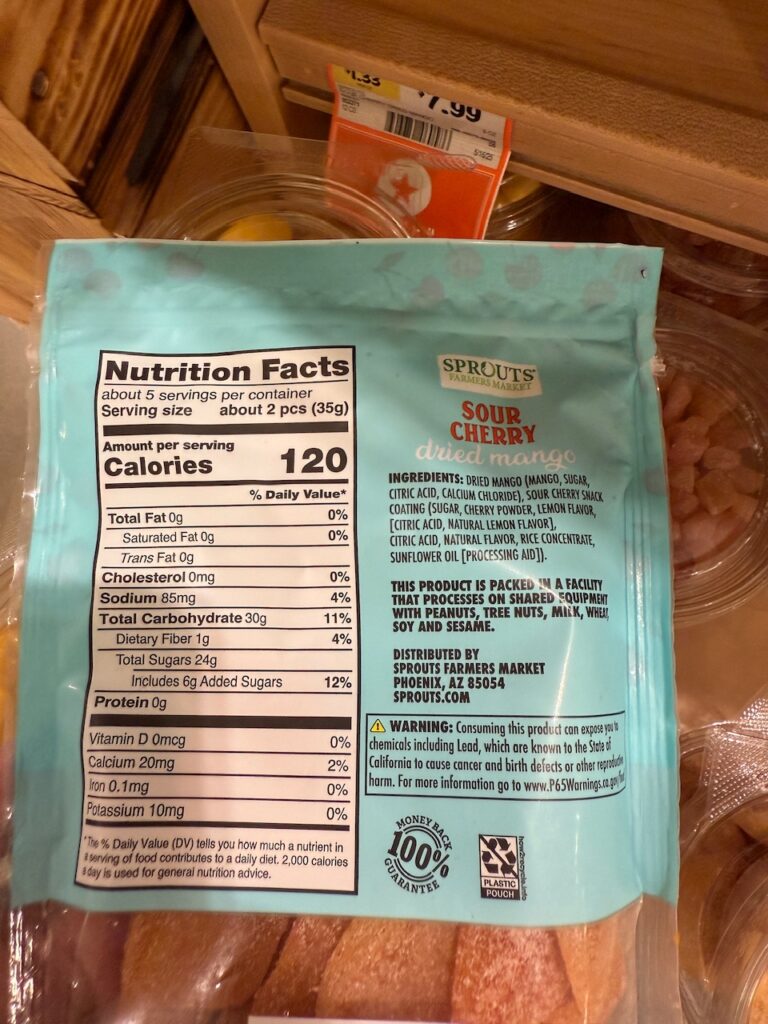 $1.33
$7.99
5/16/25
Nutrition Facts
about 5 servings per container
Serving size about 2 pcs (35g)
Amount per serving
Calories 120
% Daily Value*
Total Fat 0g 0%
Saturated Fat 0g 0%
Trans Fat 0g
Cholesterol 0mg 0%
Sodium 85mg 4%
Total Carbohydrate 30g 11%
Dietary Fiber 1g 4%
Total Sugars 24g
Includes 6g Added Sugars 12%
Protein 0g
Vitamin D 0mcg 0%
Calcium 20mg 2%
Iron 0.1mg 0%
Potassium 10mg 0%
*The % Daily Value (DV) tells you how much a nutrient in
a serving of food contributes to a daily diet. 2,000 calories
a day is used for general nutrition advice.
SPROUTS
FARMERS MARKET
SOUR
CHERRY
dried mango
INGREDIENTS: DRIED MANGO (MANGO, SUGAR,
CITRIC ACID, CALCIUM CHLORIDE), SOUR CHERRY SNACK
COATING (SUGAR, CHERRY POWDER, LEMON FLAVOR,
[CITRIC ACID, NATURAL LEMON FLAVOR],
CITRIC ACID, NATURAL FLAVOR, RICE CONCENTRATE,
SUNFLOWER OIL [PROCESSING AID]).
THIS PRODUCT IS PACKED IN A FACILITY
THAT PROCESSES ON SHARED EQUIPMENT
WITH PEANUTS, TREE NUTS, MILK, WHEAT,
SOY AND SESAME.
DISTRIBUTED BY
SPROUTS FARMERS MARKET
PHOENIX, AZ 85054
SPROUTS.COM
WARNING: Consuming this product can expose you to
chemicals including Lead, which are known to the State of
California to cause cancer and birth defects or other reproductive
harm. For more information go to www.P65Warnings.ca.gov/food
MONEY BACK
100%
GUARANTEE
PLASTIC
POUCH
how2recycle.info